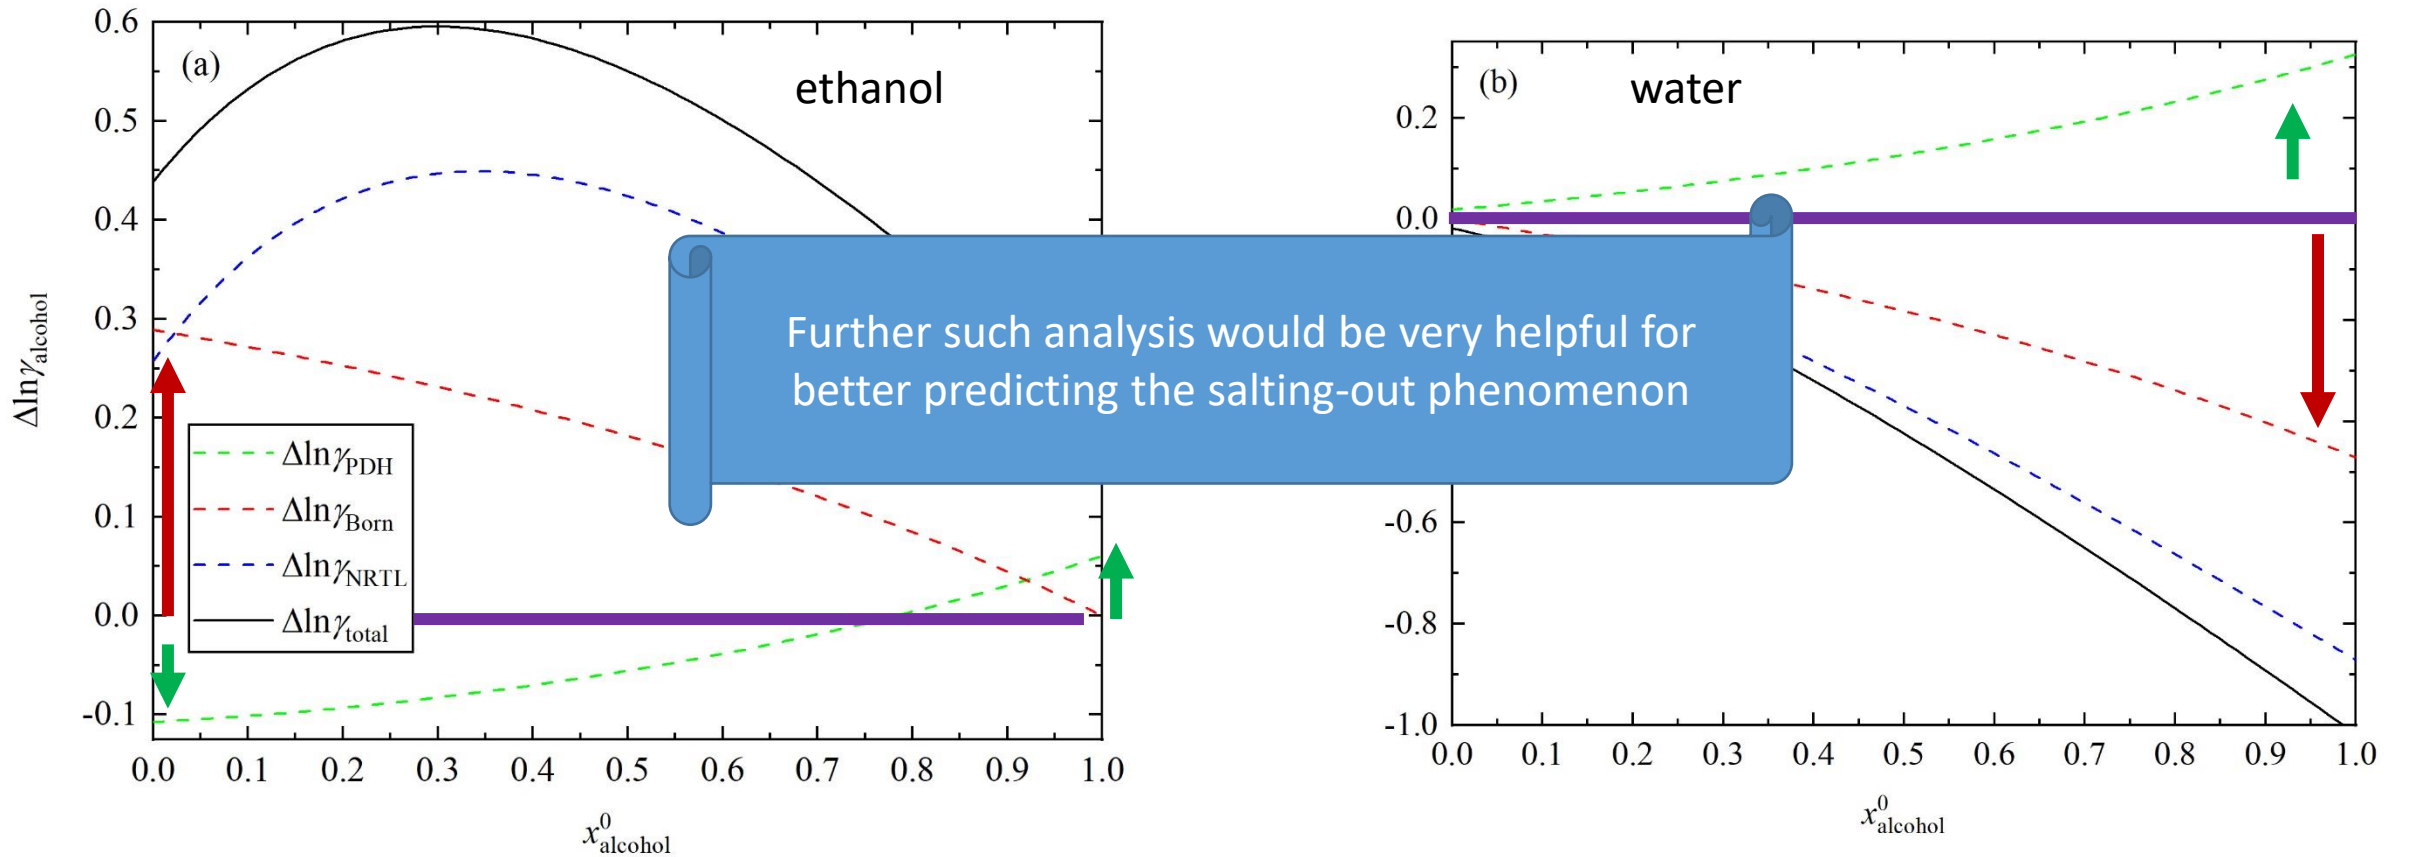 (a)
ethanol
0.6
0.5
0.4
0.3
0.2
0.1
0.0
-0.1
Δlnγalcohol
ΔlnγPDH
ΔlnγBorn
ΔlnγNRTL
Δlnγtotal
0.0 0.1 0.2 0.3 0.4 0.5 0.6 0.7 0.8 0.9 1.0
x⁰alcohol
Further such analysis would be very helpful for
better predicting the salting-out phenomenon
(b)
water
0.2
0.0
-0.6
-0.8
-1.0
0.0 0.1 0.2 0.3 0.4 0.5 0.6 0.7 0.8 0.9 1.0
x⁰alcohol